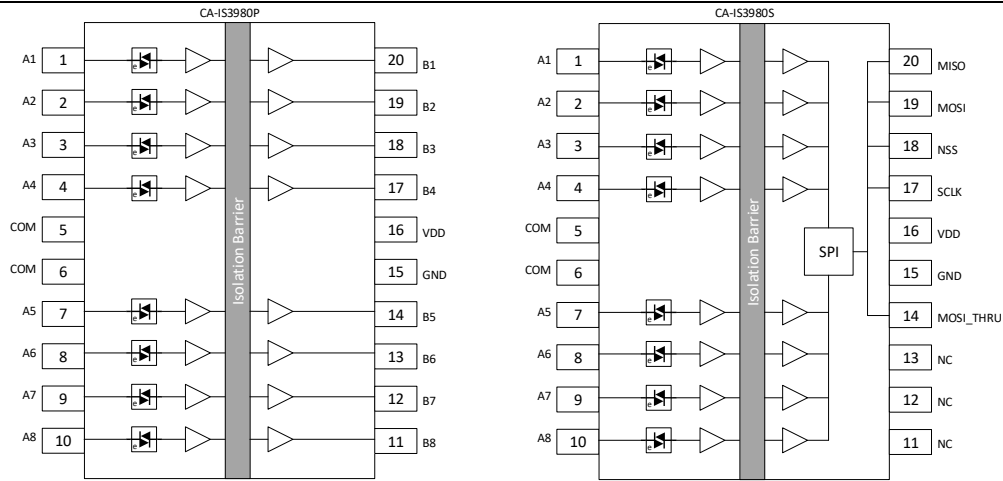 CA-IS3980P
A1 1 e 20 B1
A2 2 e 19 B2
A3 3 e 18 B3
A4 4 e 17 B4
COM 5 16 VDD
COM 6 15 GND
A5 7 e 14 B5
A6 8 e 13 B6
A7 9 e 12 B7
A8 10 e 11 B8
Isolation Barrier
CA-IS3980S
A1 1 e 20 MISO
A2 2 e 19 MOSI
A3 3 e 18 NSS
A4 4 e 17 SCLK
COM 5 16 VDD
SPI
COM 6 15 GND
A5 7 e 14 MOSI_THRU
A6 8 e 13 NC
A7 9 e 12 NC
A8 10 e 11 NC
Isolation Barrier